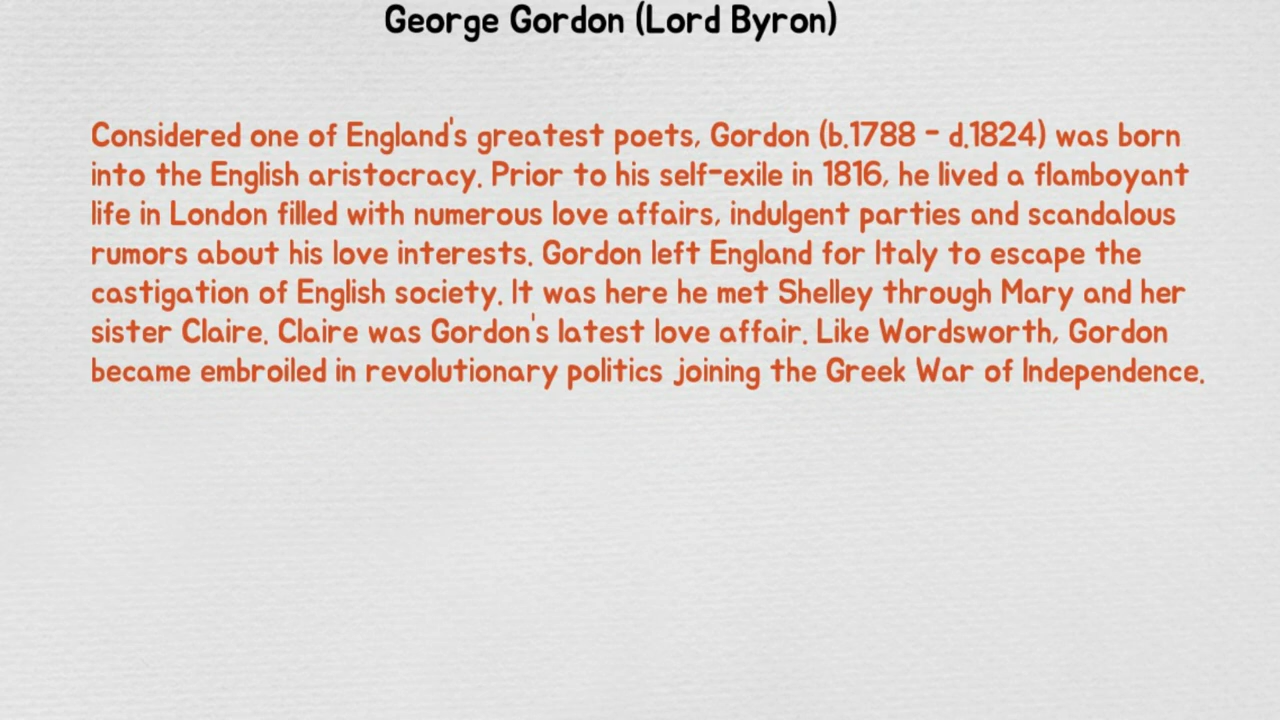 George Gordon (Lord Byron)
Considered one of England's greatest poets, Gordon (b.1788 - d.1824) was born
into the English aristocracy. Prior to his self-exile in 1816, he lived a flamboyant
life in London filled with numerous love affairs, indulgent parties and scandalous
rumors about his love interests. Gordon left England for Italy to escape the
castigation of English society. It was here he met Shelley through Mary and her
sister Claire. Claire was Gordon's latest love affair. Like Wordsworth, Gordon
became embroiled in revolutionary politics joining the Greek War of Independence.